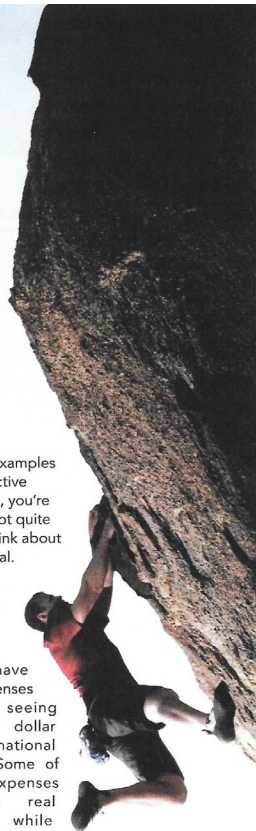 xamples
ctive
, you're
ot quite
ink about
al.
have
enses
seeing
dollar
national
Some of
xpenses
real
while